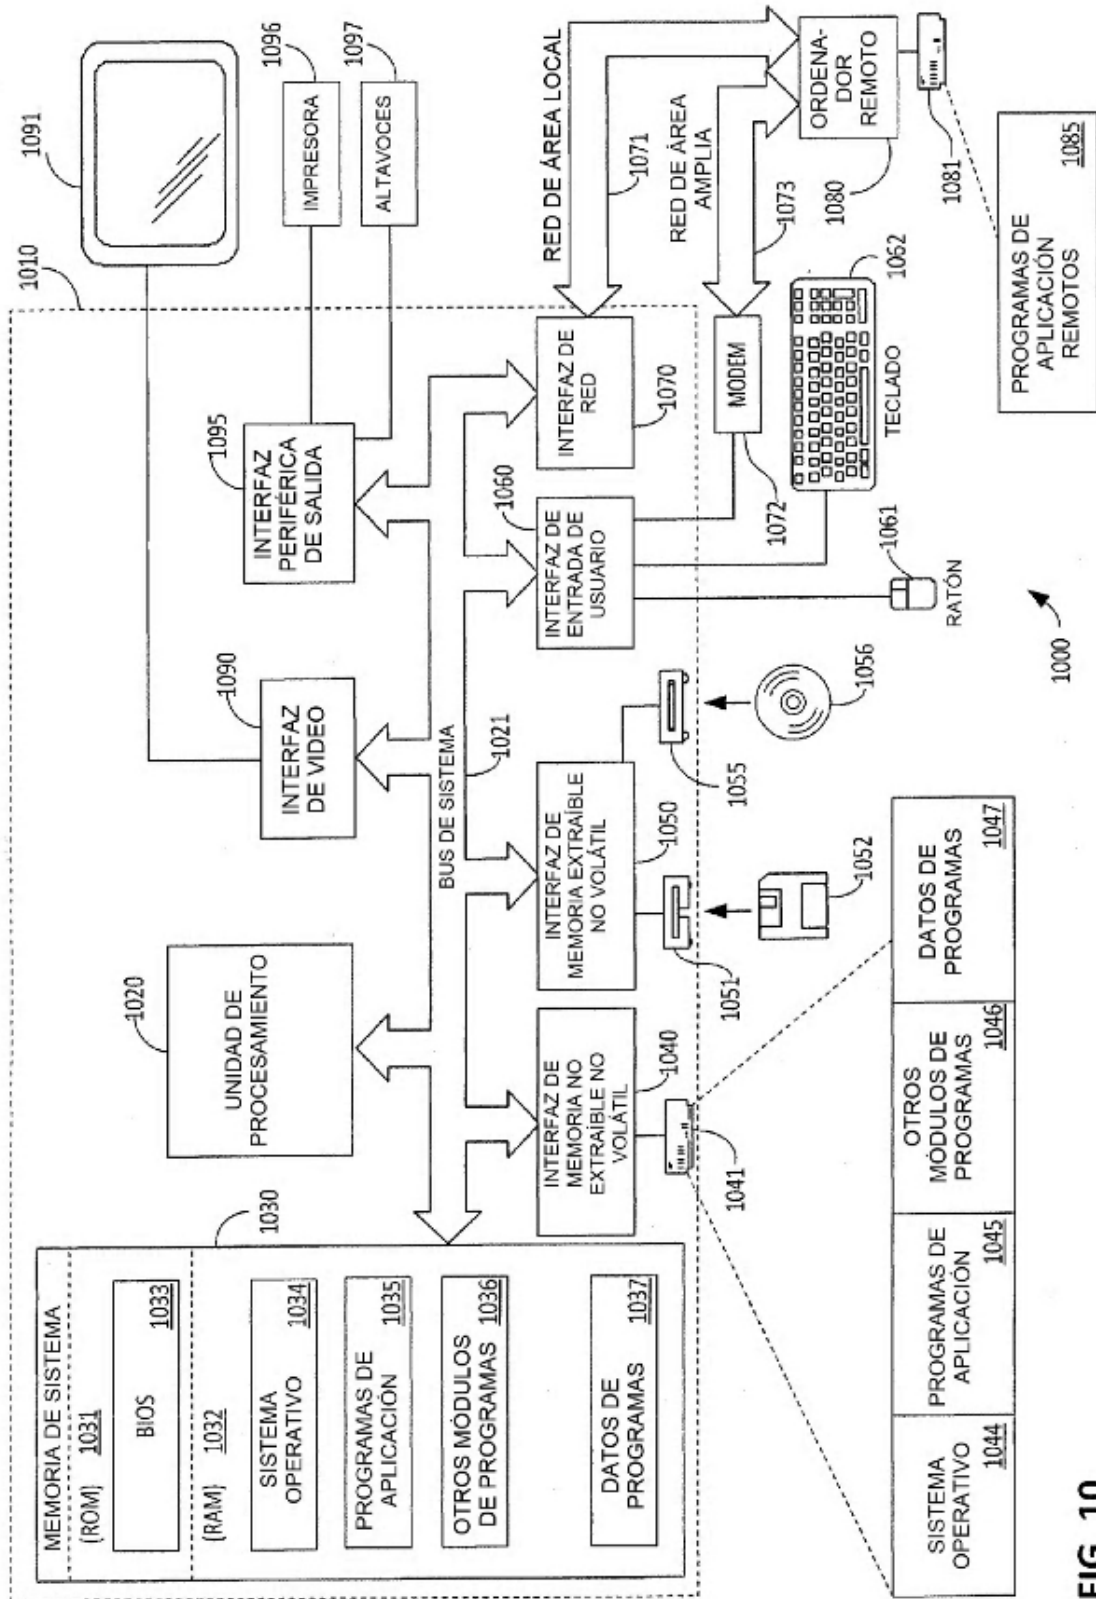 1010
1091
MEMORIA DE SISTEMA
(ROM) 1031
BIOS
1033
(RAM) 1032
SISTEMA
OPERATIVO
1034
PROGRAMAS DE
APLICACIÓN
1035
OTROS MÓDULOS
DE PROGRAMAS
1036
DATOS DE
PROGRAMAS
1037
1030
1020
UNIDAD DE
PROCESAMIENTO
1090
INTERFAZ
DE VIDEO
1095
INTERFAZ
PERIFÉRICA
DE SALIDA
1096
IMPRESORA
1097
ALTAVOCES
BUS DE SISTEMA
1021
INTERFAZ DE
MEMORIA NO
EXTRAÍBLE NO
VOLÁTIL
1040
INTERFAZ DE
MEMORIA EXTRAÍBLE
NO VOLÁTIL
1050
1060
INTERFAZ DE
ENTRADA DE
USUARIO
INTERFAZ DE
RED
1070
RED DE ÁREA LOCAL
1071
RED DE ÁREA
AMPLIA
1073
1041
1051
1055
1072
MODEM
1052
1056
1061
RATÓN
1062
TECLADO
ORDENA-
DOR
REMOTO
1080
1081
SISTEMA
OPERATIVO
1044
PROGRAMAS DE
APLICACIÓN
1045
OTROS
MÓDULOS DE
PROGRAMAS
1046
DATOS DE
PROGRAMAS
1047
1000
PROGRAMAS DE
APLICACIÓN
REMOTOS
1085
FIG. 10